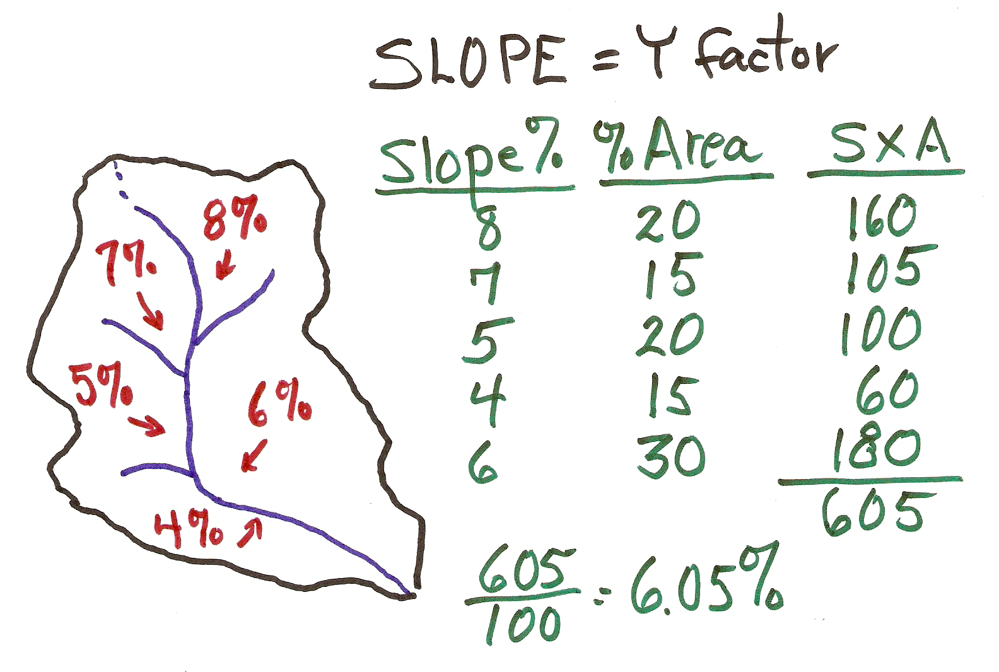 SLOPE = Y factor
Slope% %Area SxA
8 20 160
7 15 105
5 20 100
4 15 60
6 30 180
605
605
100
= 6.05%
8%
7%
5%
6%
4%